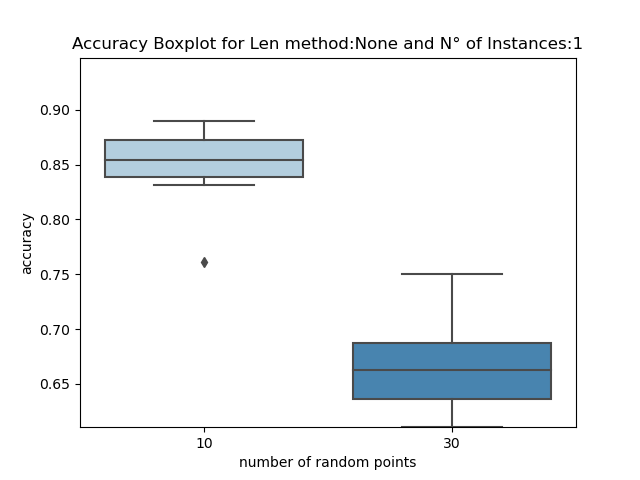 Accuracy Boxplot for Len method:None and N° of Instances:1
0.90
0.85
0.80
0.75
0.70
0.65
accuracy
10 30
number of random points